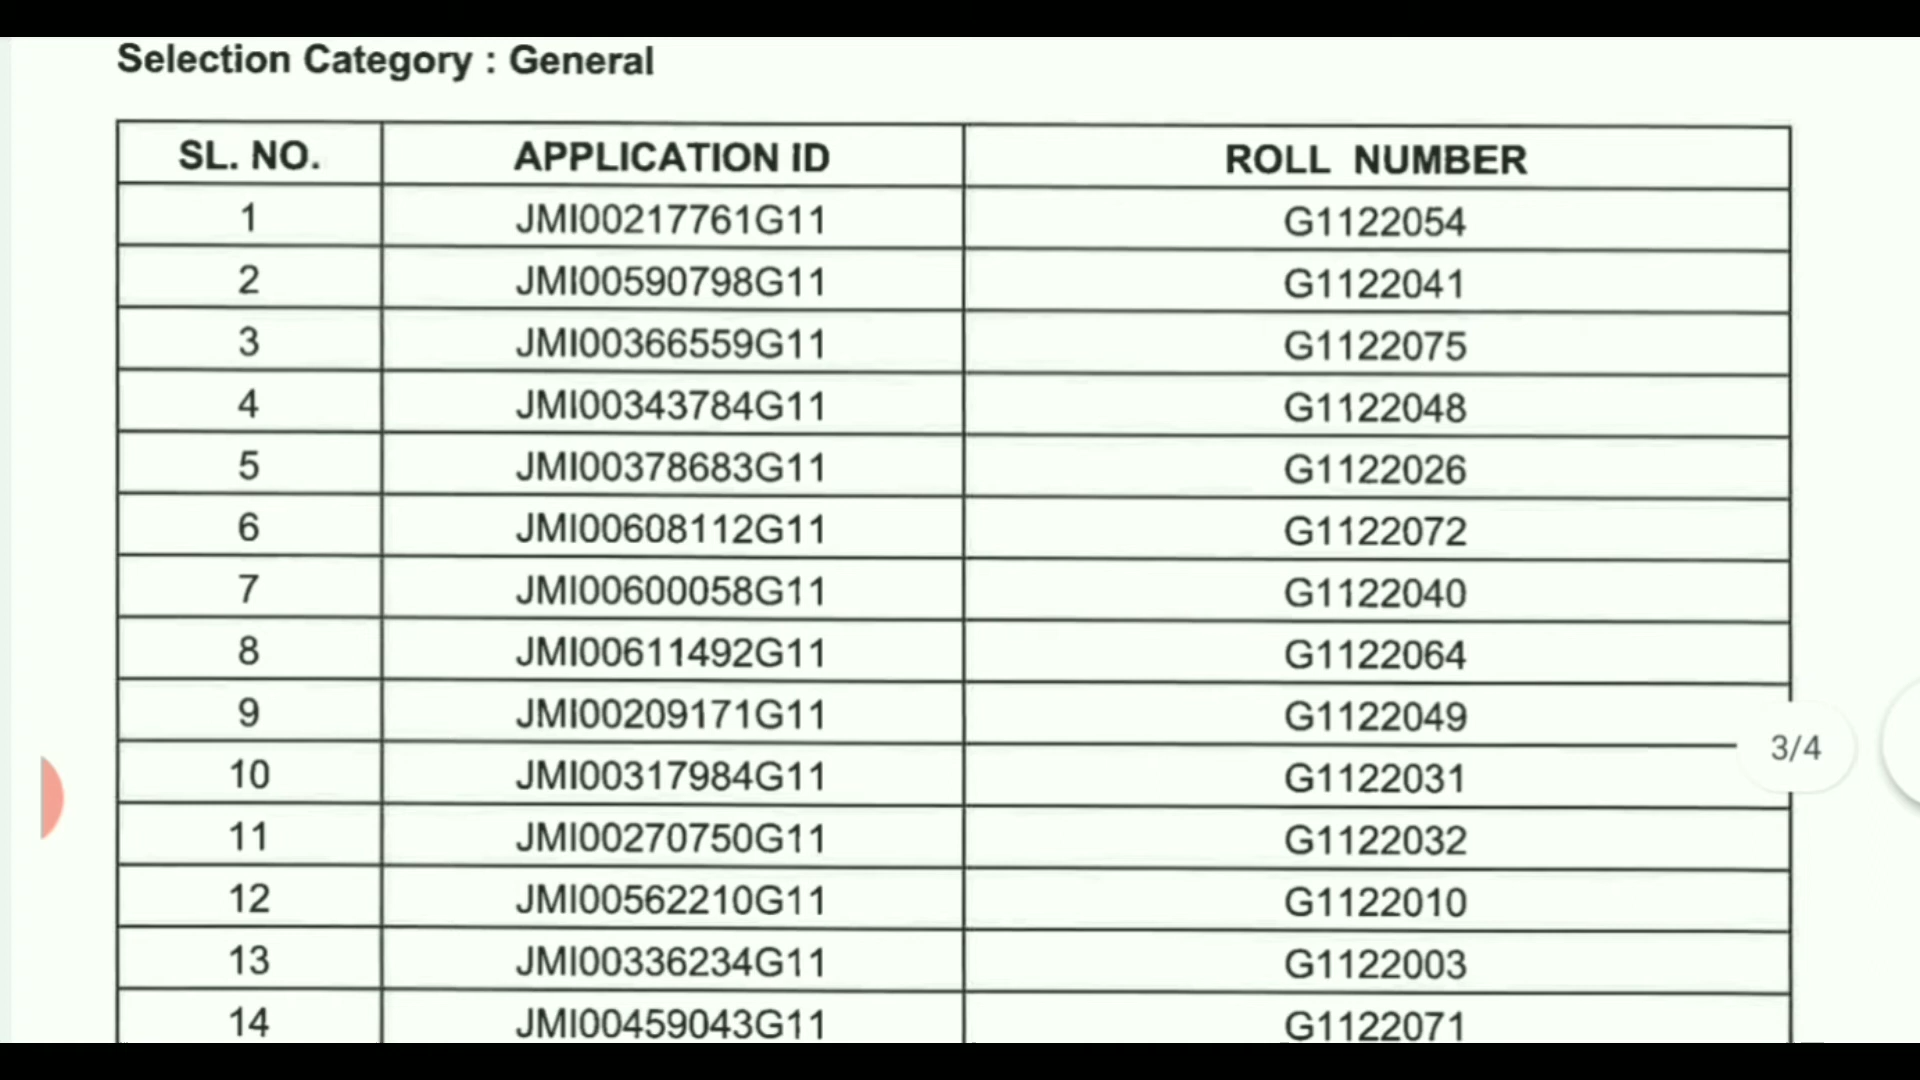 Selection Category : General
SL. NO. APPLICATION ID ROLL NUMBER
1 JMI00217761G11 G1122054
2 JMI00590798G11 G1122041
3 JMI00366559G11 G1122075
4 JMI00343784G11 G1122048
5 JMI00378683G11 G1122026
6 JMI00608112G11 G1122072
7 JMI00600058G11 G1122040
8 JMI00611492G11 G1122064
9 JMI00209171G11 G1122049
3/4
10 JMI00317984G11 G1122031
11 JMI00270750G11 G1122032
12 JMI00562210G11 G1122010
13 JMI00336234G11 G1122003
14 JMI00459043G11 G1122071